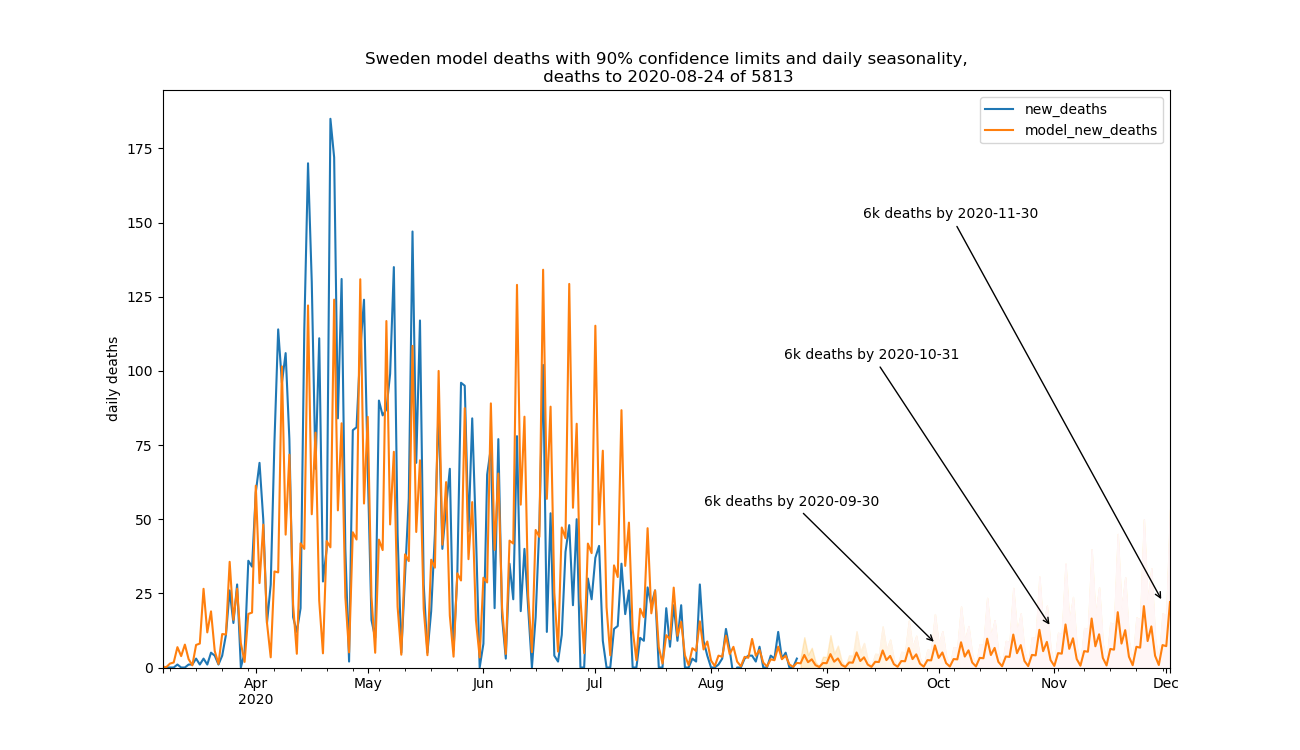 Sweden model deaths with 90% confidence limits and daily seasonality,
deaths to 2020-08-24 of 5813
new_deaths
model_new_deaths
175
150
125
100
75
50
25
0
daily deaths
6k deaths by 2020-11-30
6k deaths by 2020-10-31
6k deaths by 2020-09-30
Apr
2020
May
Jun
Jul
Aug
Sep
Oct
Nov
Dec